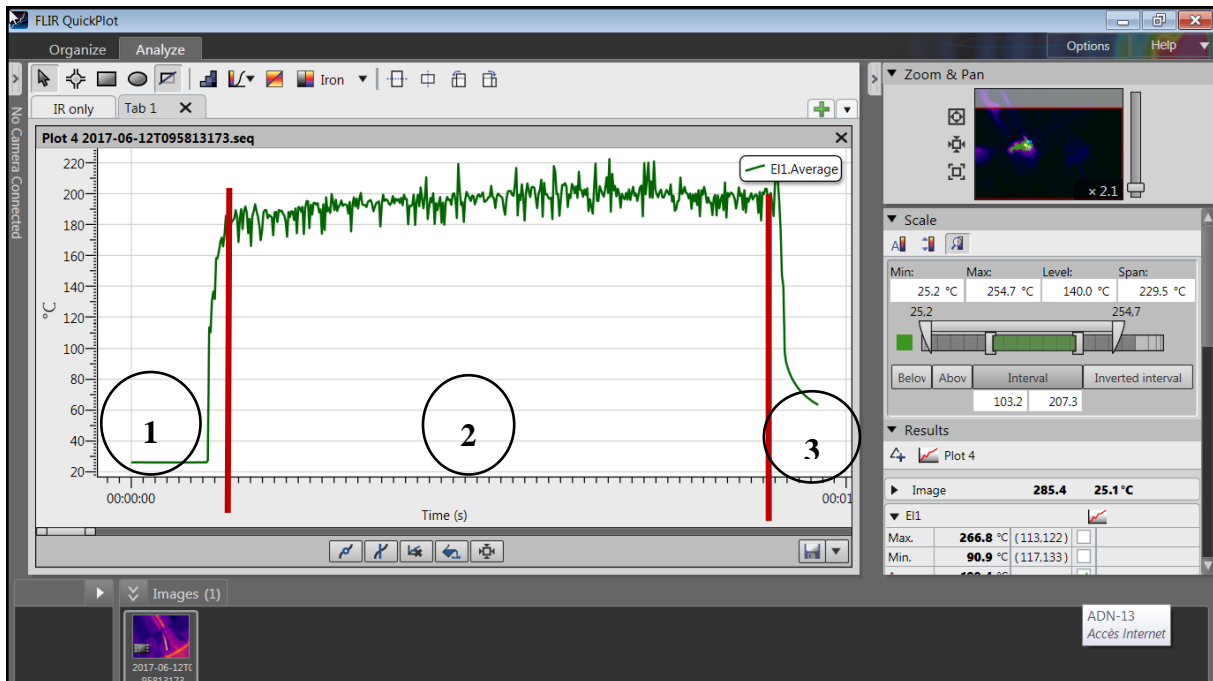 FLIR QuickPlot
Organize Analyze Options Help
Iron
IR only Tab 1
No Camera Connected
Plot 4 2017-06-12T095813173.seq
El1.Average
220
200
180
160
140
120
100
80
60
40
20
°C
1
2
3
00:00:00 00:01
Time (s)
Zoom & Pan
× 2.1
Scale
Min: Max: Level: Span:
25.2 °C 254.7 °C 140.0 °C 229.5 °C
25.2 254.7
Belov Abov Interval Inverted interval
103.2 207.3
Results
Plot 4
Image 285.4 25.1°C
El1
Max. 266.8 °C (113,122)
Min. 90.9 °C (117,133)
Images (1)
2017-06-12T(
95813173
ADN-13
Accès Internet